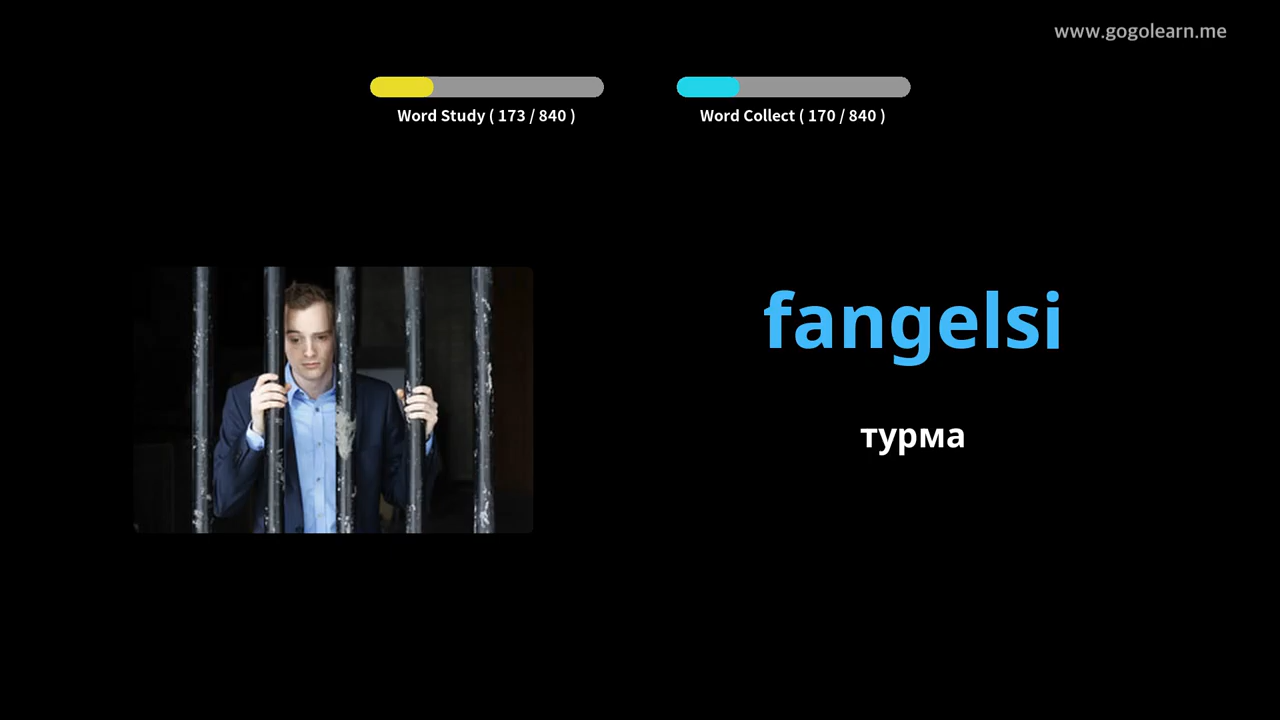 www.gogolearn.me
Word Study ( 173 / 840 )
Word Collect ( 170 / 840 )
fangelsi
турма